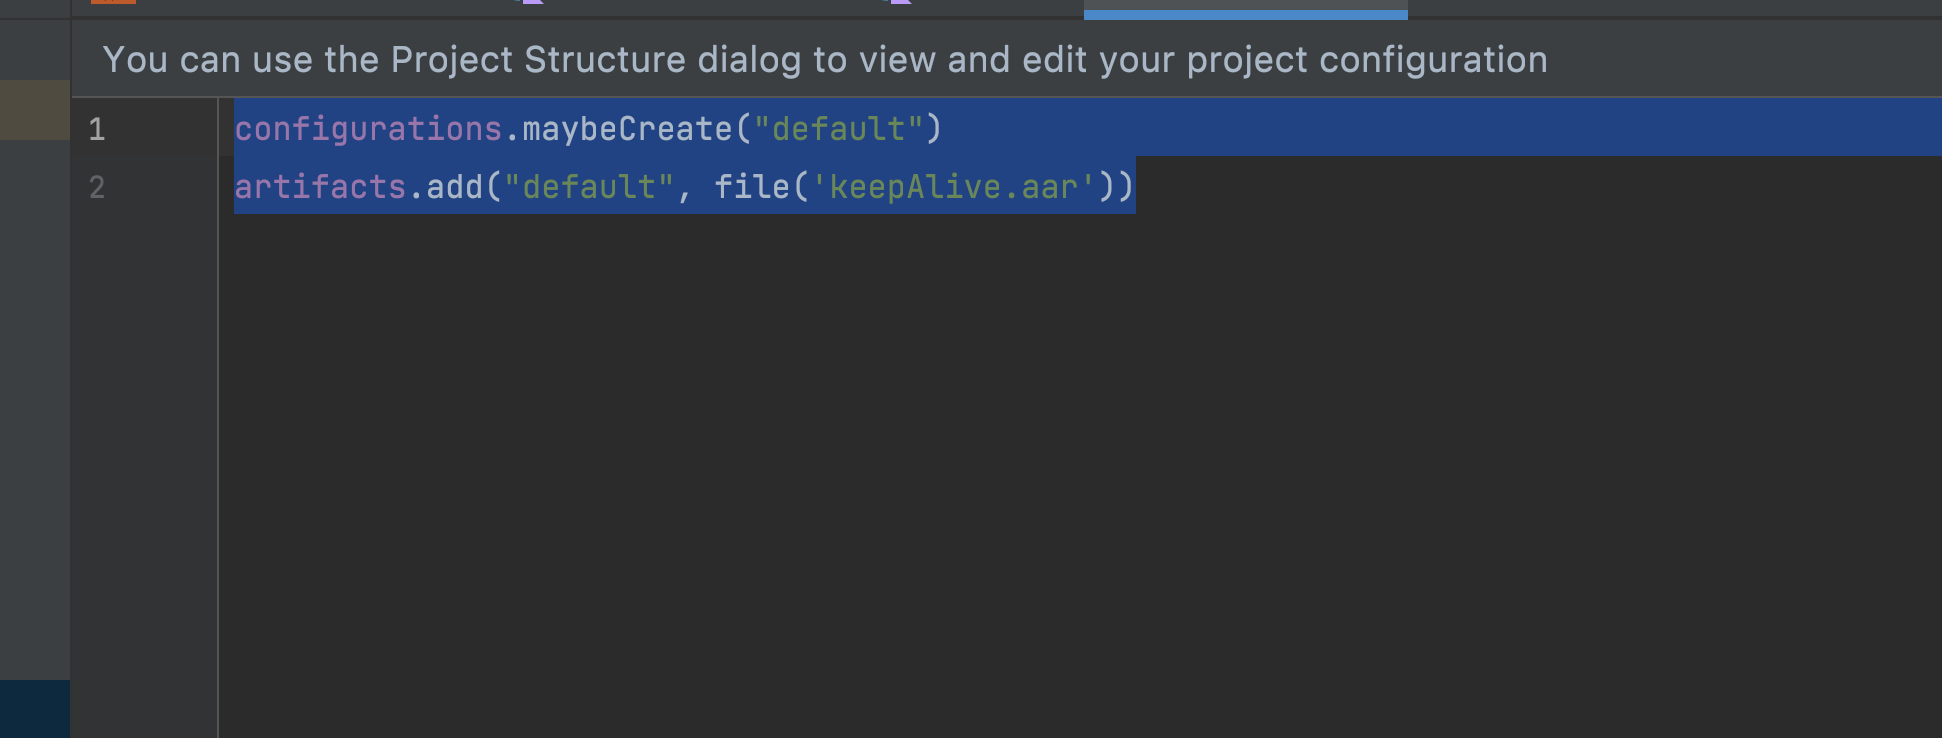 You can use the Project Structure dialog to view and edit your project configuration
1 configurations.maybeCreate("default")
2 artifacts.add("default", file('keepAlive.aar'))